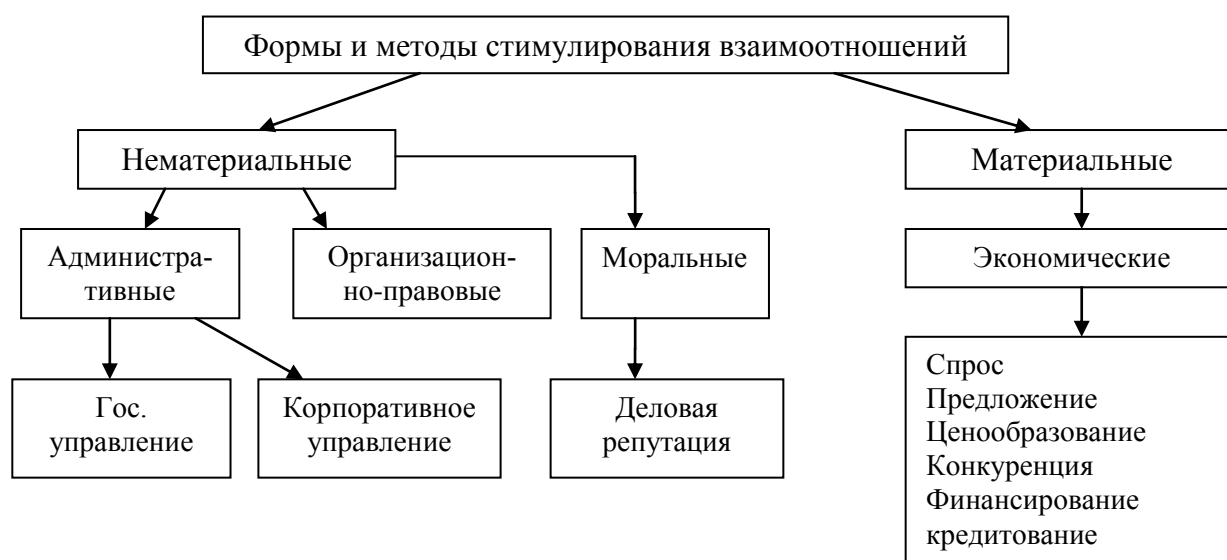 Формы и методы стимулирования взаимоотношений
Нематериальные
Материальные
Администра-
тивные
Организацион-
но-правовые
Моральные
Экономические
Гос.
управление
Корпоративное
управление
Деловая
репутация
Спрос
Предложение
Ценообразование
Конкуренция
Финансирование
кредитование